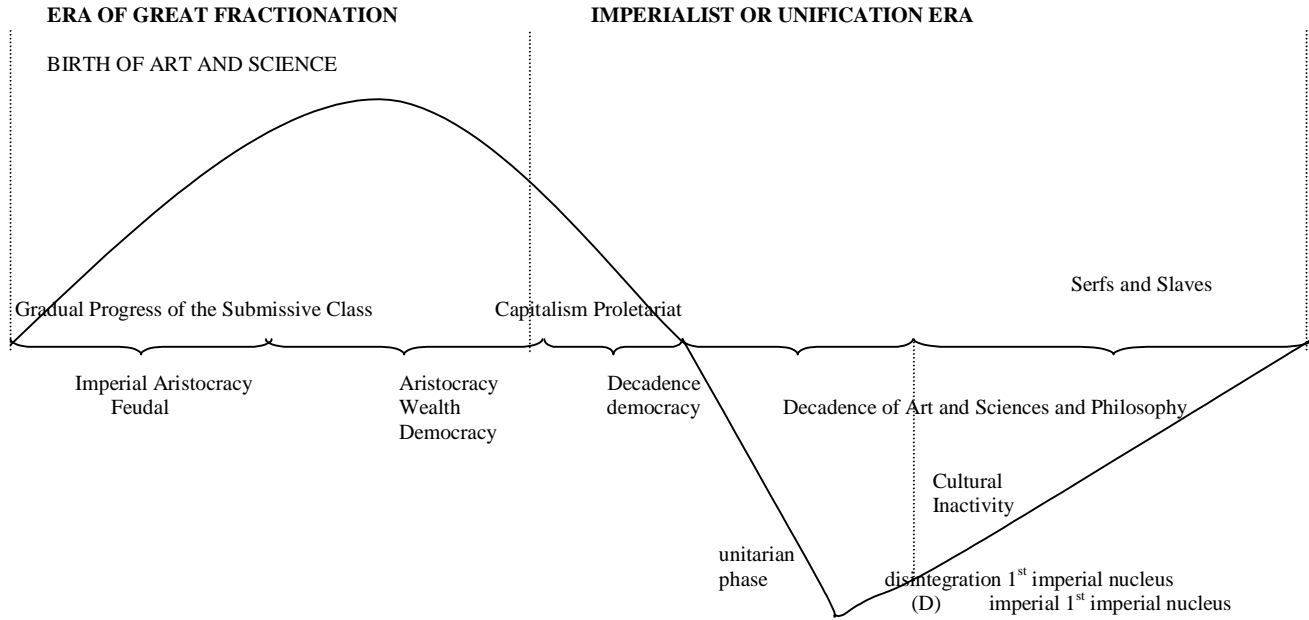 ERA OF GREAT FRACTIONATION
IMPERIALIST OR UNIFICATION ERA
BIRTH OF ART AND SCIENCE
Serfs and Slaves
Gradual Progress of the Submissive Class
Capitalism Proletariat
Imperial Aristocracy
Feudal
Aristocracy
Wealth
Democracy
Decadence
democracy
Decadence of Art and Sciences and Philosophy
Cultural
Inactivity
unitarian
phase
disintegration 1st imperial nucleus
(D) imperial 1st imperial nucleus